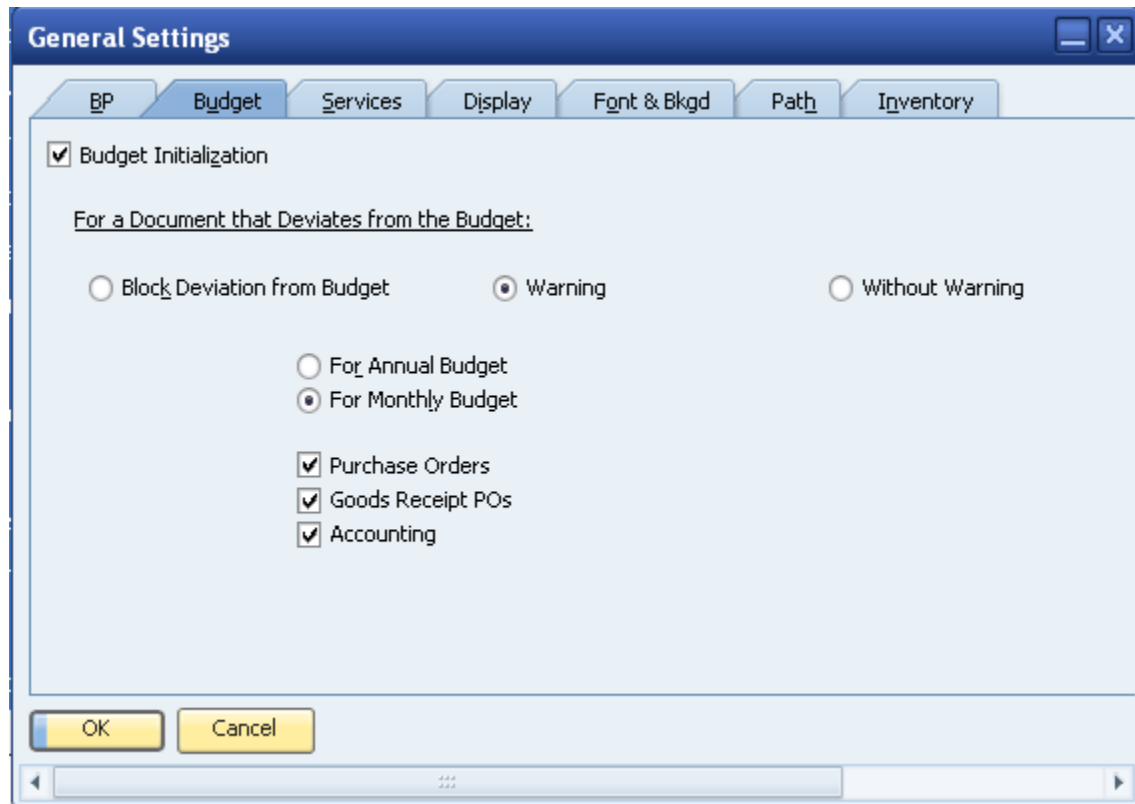 General Settings
BP Budget Services Display Font & Bkgd Path Inventory
Budget Initialization
For a Document that Deviates from the Budget:
Block Deviation from Budget Warning Without Warning
For Annual Budget
For Monthly Budget
Purchase Orders
Goods Receipt POs
Accounting
OK Cancel